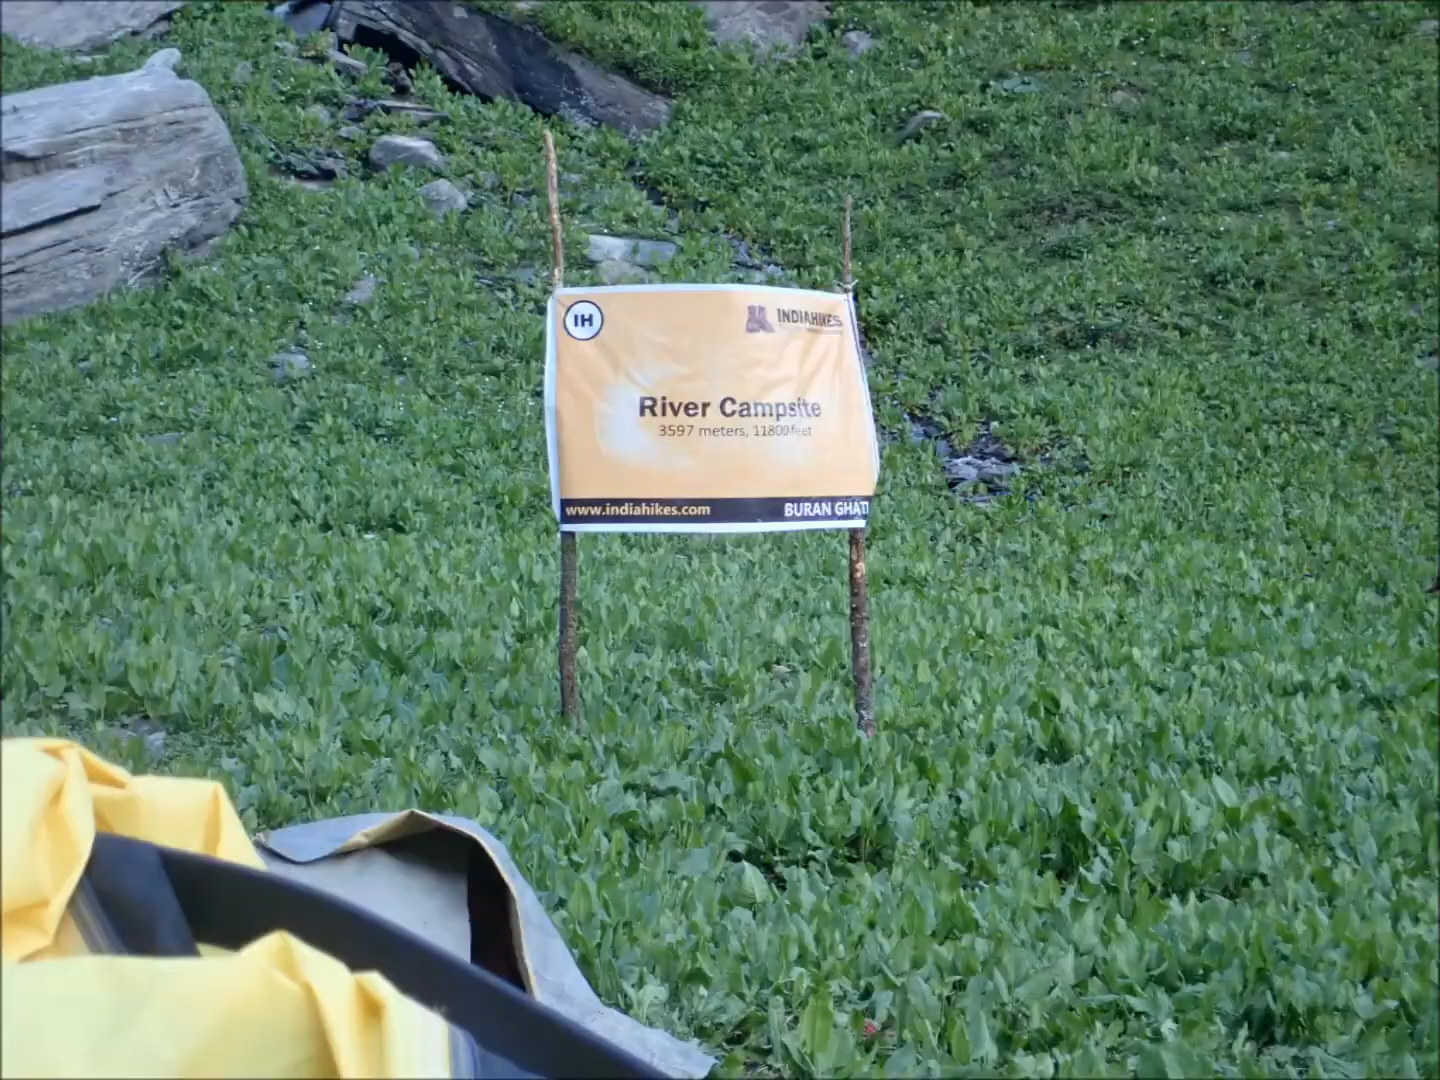 IH
INDIAHIKES
River Campsite
3597 meters, 11800 feet
www.indiahikes.com
BURAN GHATI